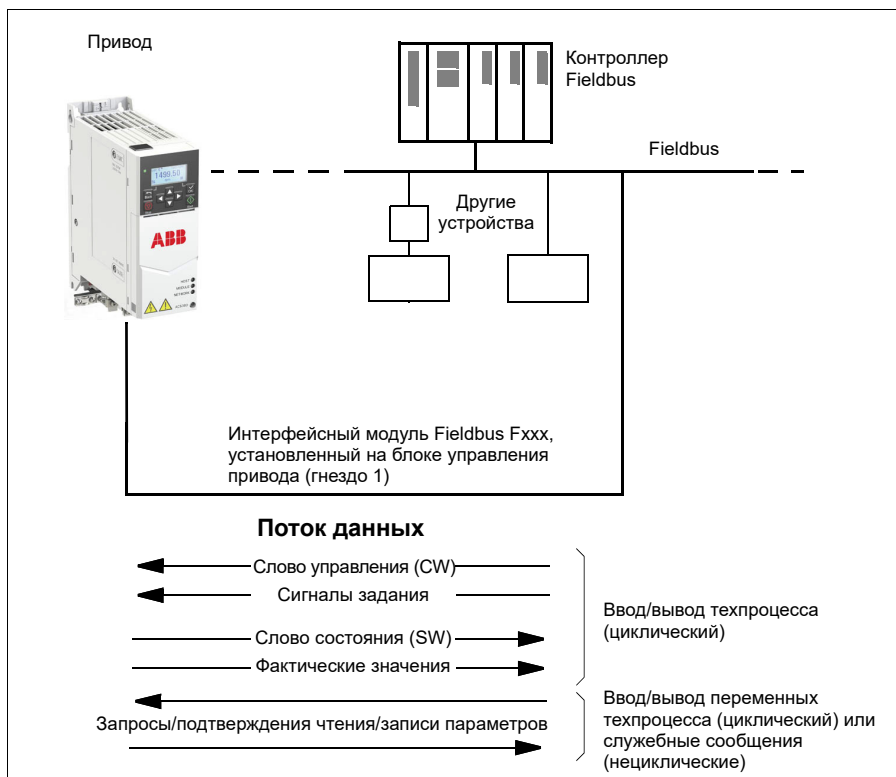 Привод
Контроллер
Fieldbus
Fieldbus
Другие
устройства
1499.50
ABB
Интерфейсный модуль Fieldbus Fxxx,
установленный на блоке управления
привода (гнездо 1)
Поток данных
Слово управления (CW)
Сигналы задания
Слово состояния (SW)
Фактические значения
Ввод/вывод техпроцесса
(циклический)
Запросы/подтверждения чтения/записи параметров
Ввод/вывод переменных
техпроцесса (циклический) или
служебные сообщения
(нециклические)